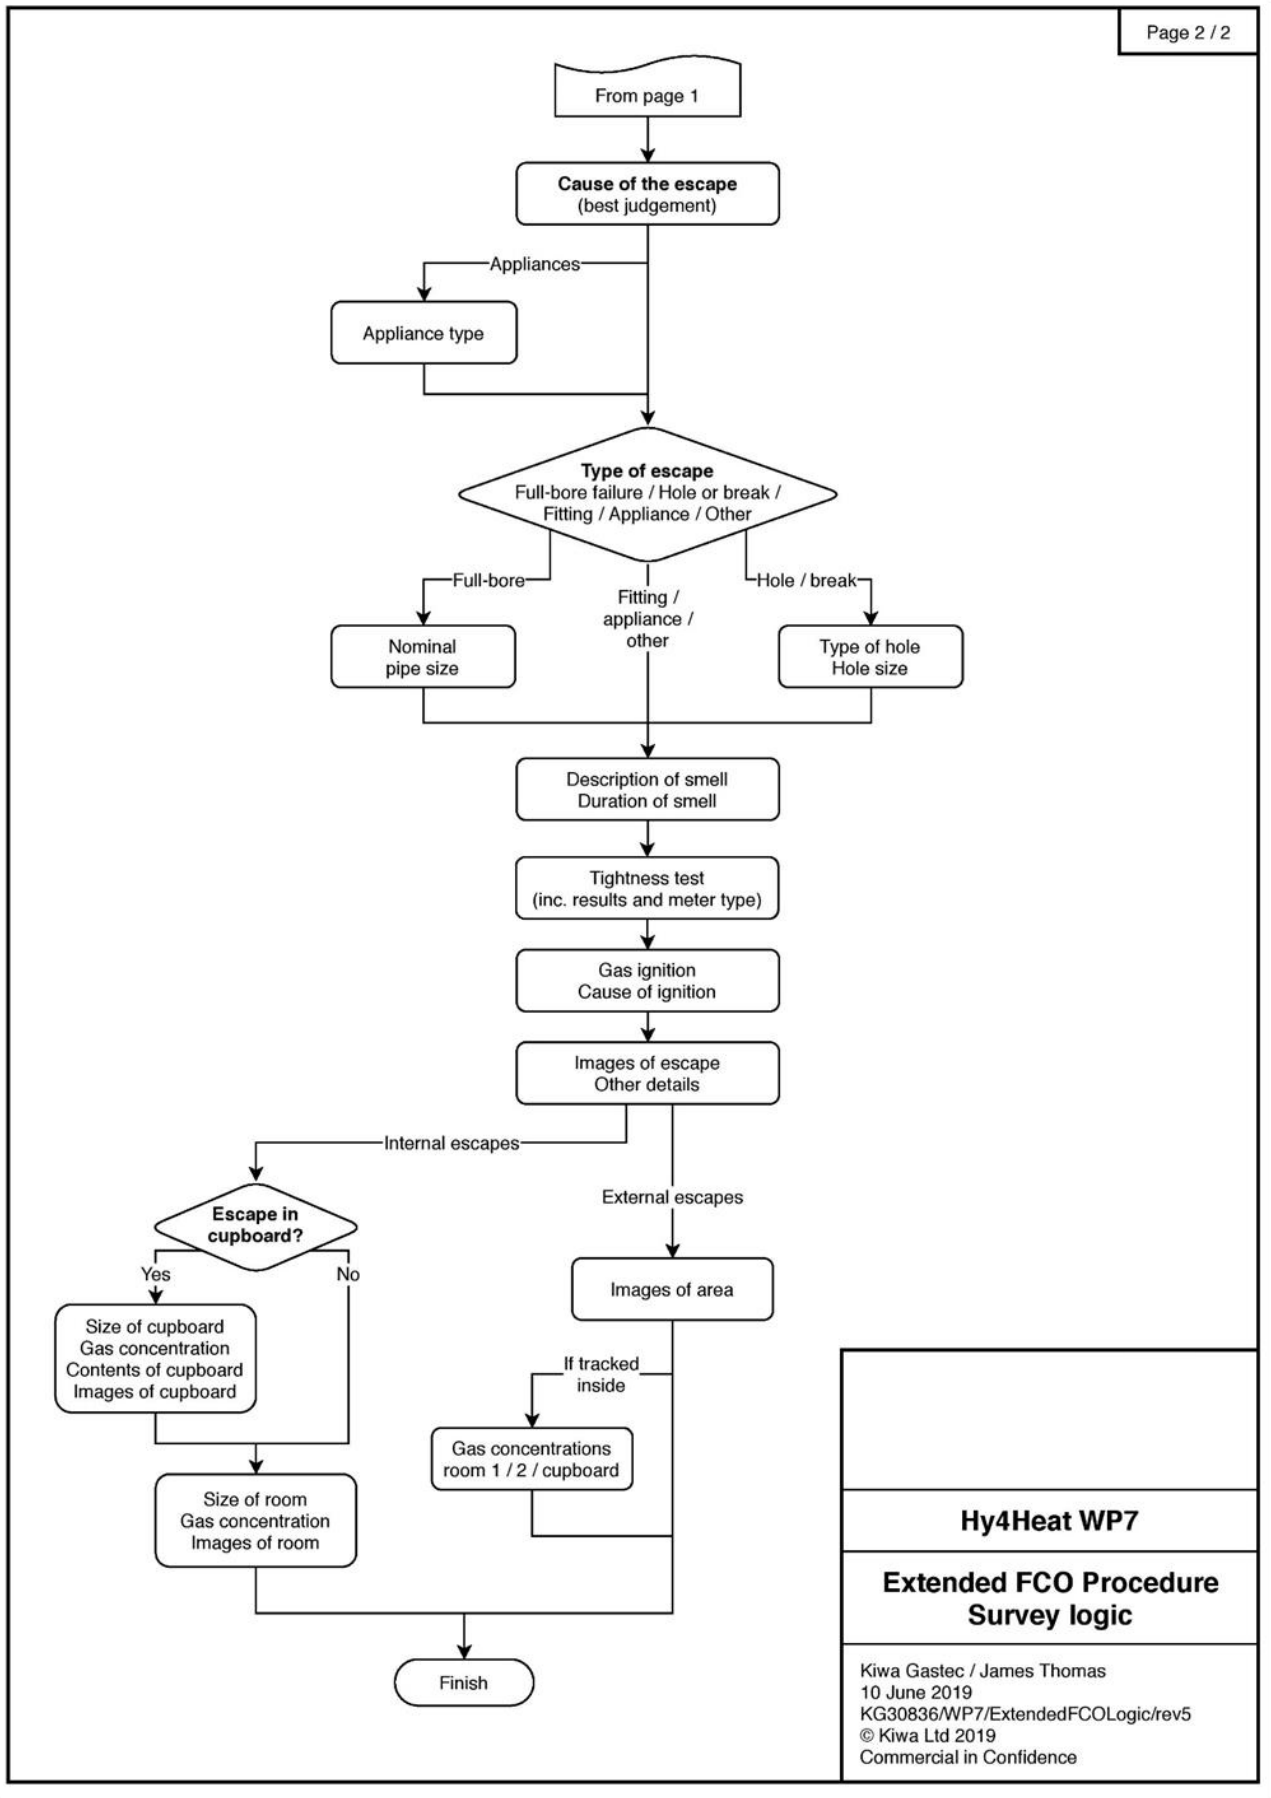 Page 2 / 2
From page 1
Cause of the escape
(best judgement)
Appliances
Appliance type
Type of escape
Full-bore failure / Hole or break /
Fitting / Appliance / Other
Full-bore
Hole / break
Fitting /
appliance /
other
Nominal
pipe size
Type of hole
Hole size
Description of smell
Duration of smell
Tightness test
(inc. results and meter type)
Gas ignition
Cause of ignition
Images of escape
Other details
Internal escapes
External escapes
Escape in
cupboard?
Yes
No
Size of cupboard
Gas concentration
Contents of cupboard
Images of cupboard
Images of area
If tracked
inside
Gas concentrations
room 1 / 2 / cupboard
Size of room
Gas concentration
Images of room
Finish
Hy4Heat WP7
Extended FCO Procedure
Survey logic
Kiwa Gastec / James Thomas
10 June 2019
KG30836/WP7/ExtendedFCOLogic/rev5
© Kiwa Ltd 2019
Commercial in Confidence